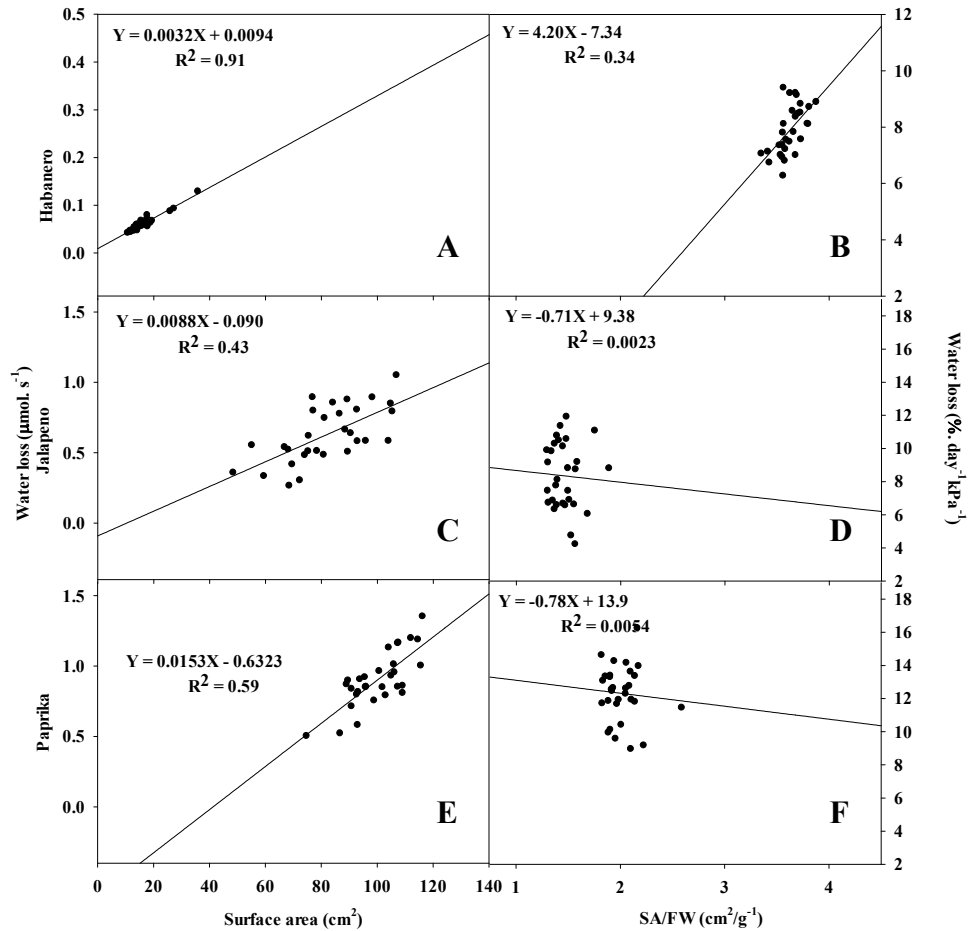 Y = 0.0032X + 0.0094
R² = 0.91
0.5
0.4
0.3
0.2
0.1
0.0
Habanero
A
Y = 4.20X - 7.34
R² = 0.34
12
10
8
6
4
2
B
Y = 0.0088X - 0.090
R² = 0.43
1.5
1.0
0.5
0.0
Water loss (µmol. s⁻¹)
Jalapeno
C
Y = -0.71X + 9.38
R² = 0.0023
18
16
14
12
10
8
6
4
2
Water loss (%. day⁻¹ kPa⁻¹)
D
Y = 0.0153X - 0.6323
R² = 0.59
1.5
1.0
0.5
0.0
Paprika
E
Y = -0.78X + 13.9
R² = 0.0054
18
16
14
12
10
8
6
4
2
F
0 20 40 60 80 100 120 140
Surface area (cm²)
1 2 3 4
SA/FW (cm²/g⁻¹)